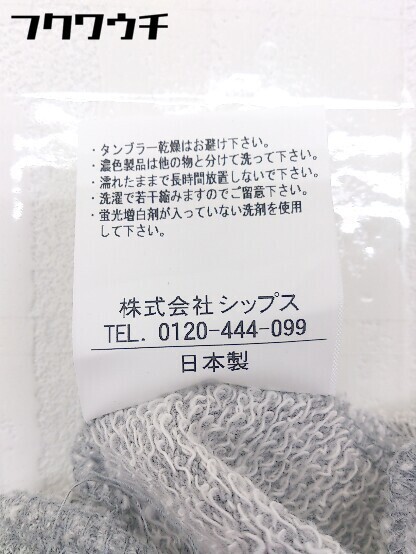 フクワウチ
・タンブラー乾燥はお避け下さい。
・濃色製品は他の物と分けて洗って下さい。
・濡れたままで長時間放置しないで下さい。
・洗濯で若干縮みますのでご留意下さい。
・蛍光増白剤が入っていない洗剤を使用
して下さい。
株式会社シップス
TEL. 0120-444-099
日本製